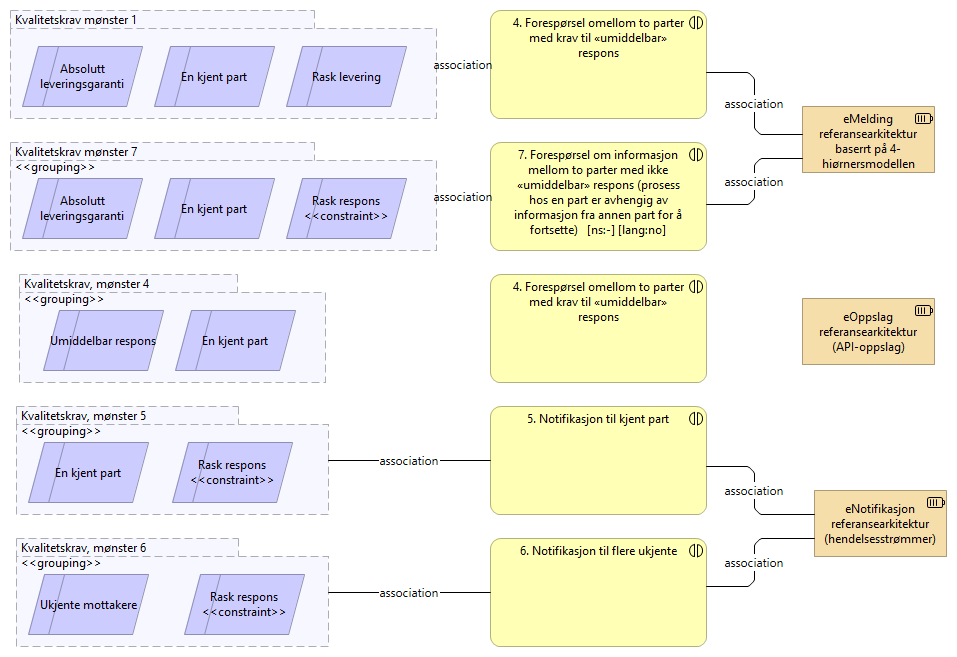 Kvalitetskrav mønster 1
Absolutt
leveringsgaranti
En kjent part
Rask levering
association
4. Forespørsel omellom to parter
med krav til «umiddelbar»
respons
association
eMelding
referansearkitektur
baserrt på 4-
hiørnersmodellen
Kvalitetskrav mønster 7
<<grouping>>
Absolutt
leveringsgaranti
En kjent part
Rask respons
<<constraint>>
association
7. Forespørsel om informasjon
mellom to parter med ikke
«umiddelbar» respons (prosess
hos en part er avhengig av
informasjon fra annen part for å
fortsette) [ns:-] [lang:no]
association
Kvalitetskrav, mønster 4
<<grouping>>
Umiddelbar respons
En kjent part
4. Forespørsel omellom to parter
med krav til «umiddelbar»
respons
eOppslag
referansearkitektur
(API-oppslag)
Kvalitetskrav, mønster 5
<<grouping>>
En kjent part
Rask respons
<<constraint>>
association
5. Notifikasjon til kjent part
association
eNotifikasjon
referansearkitektur
(hendelsesstrømmer)
Kvalitetskrav, mønster 6
<<grouping>>
Ukjente mottakere
Rask respons
<<constraint>>
association
6. Notifikasjon til flere ukjente
association